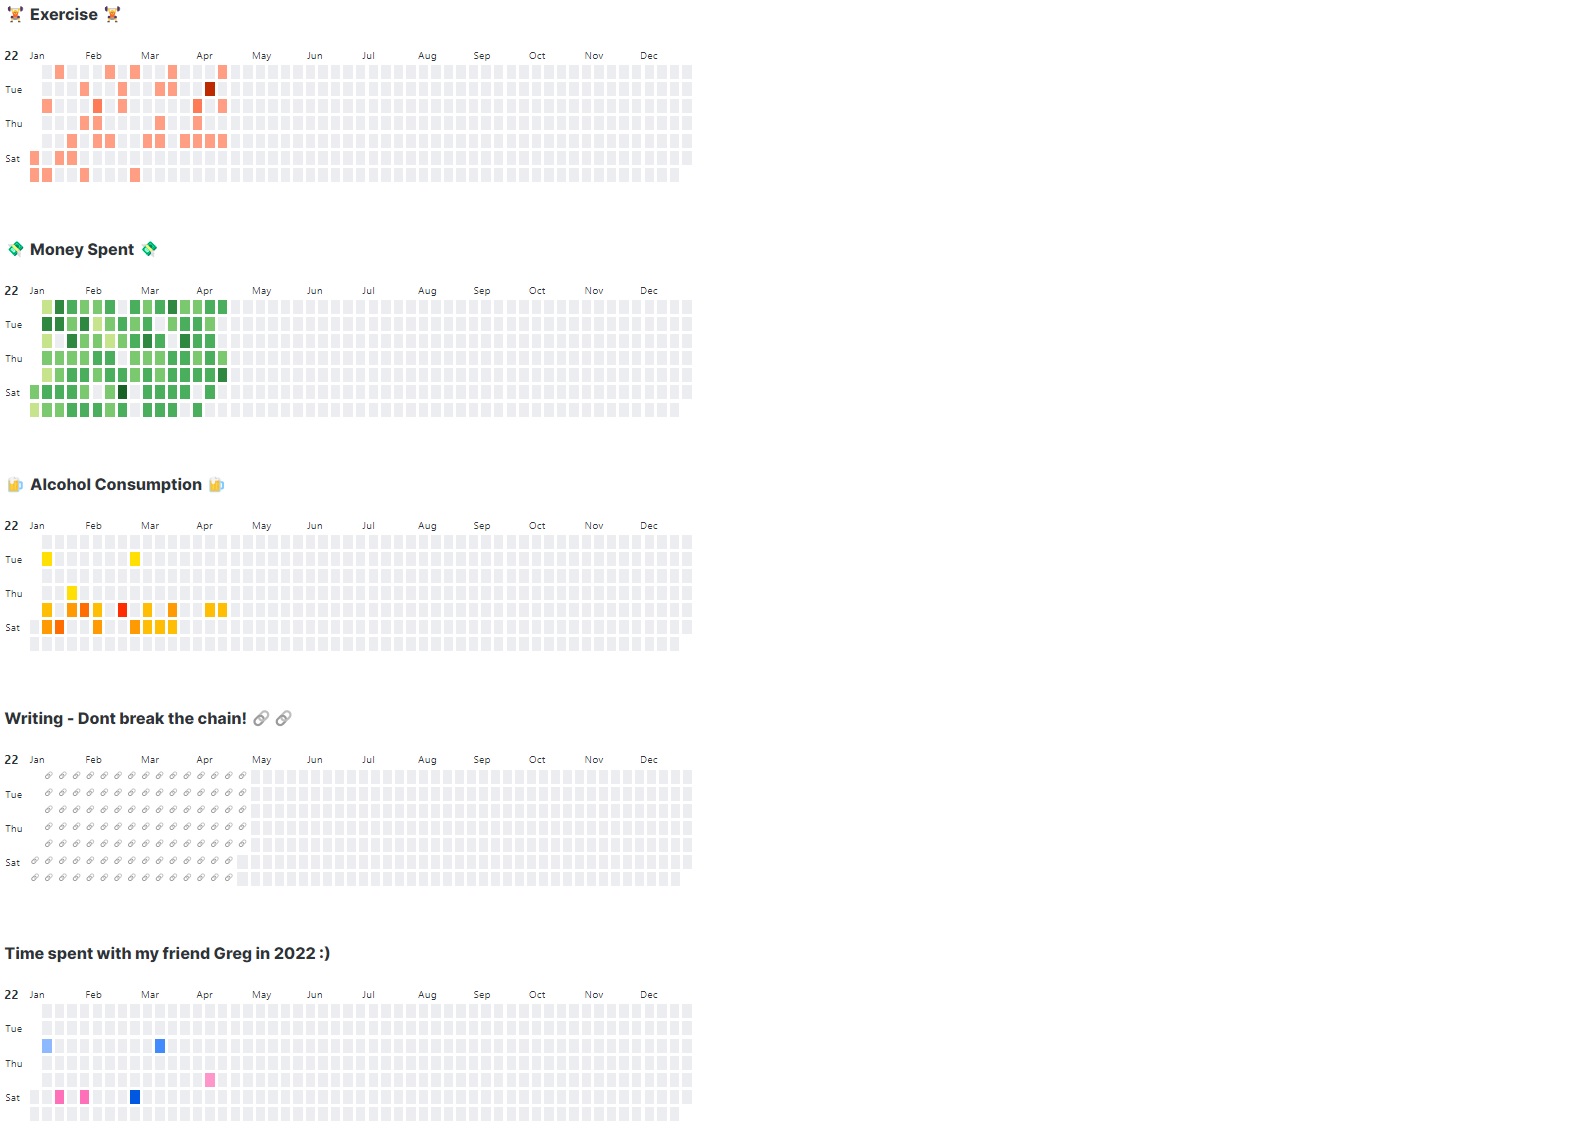 Exercise
22 Jan Feb Mar Apr May Jun Jul Aug Sep Oct Nov Dec
Tue
Thu
Sat
Money Spent
22 Jan Feb Mar Apr May Jun Jul Aug Sep Oct Nov Dec
Tue
Thu
Sat
Alcohol Consumption
22 Jan Feb Mar Apr May Jun Jul Aug Sep Oct Nov Dec
Tue
Thu
Sat
Writing - Dont break the chain!
22 Jan Feb Mar Apr May Jun Jul Aug Sep Oct Nov Dec
Tue
Thu
Sat
Time spent with my friend Greg in 2022 :)
22 Jan Feb Mar Apr May Jun Jul Aug Sep Oct Nov Dec
Tue
Thu
Sat